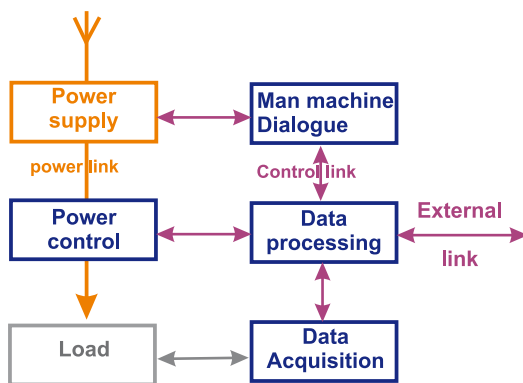 Power
supply
Man machine
Dialogue
power link
Control link
Power
control
Data
processing
External
link
Load
Data
Acquisition